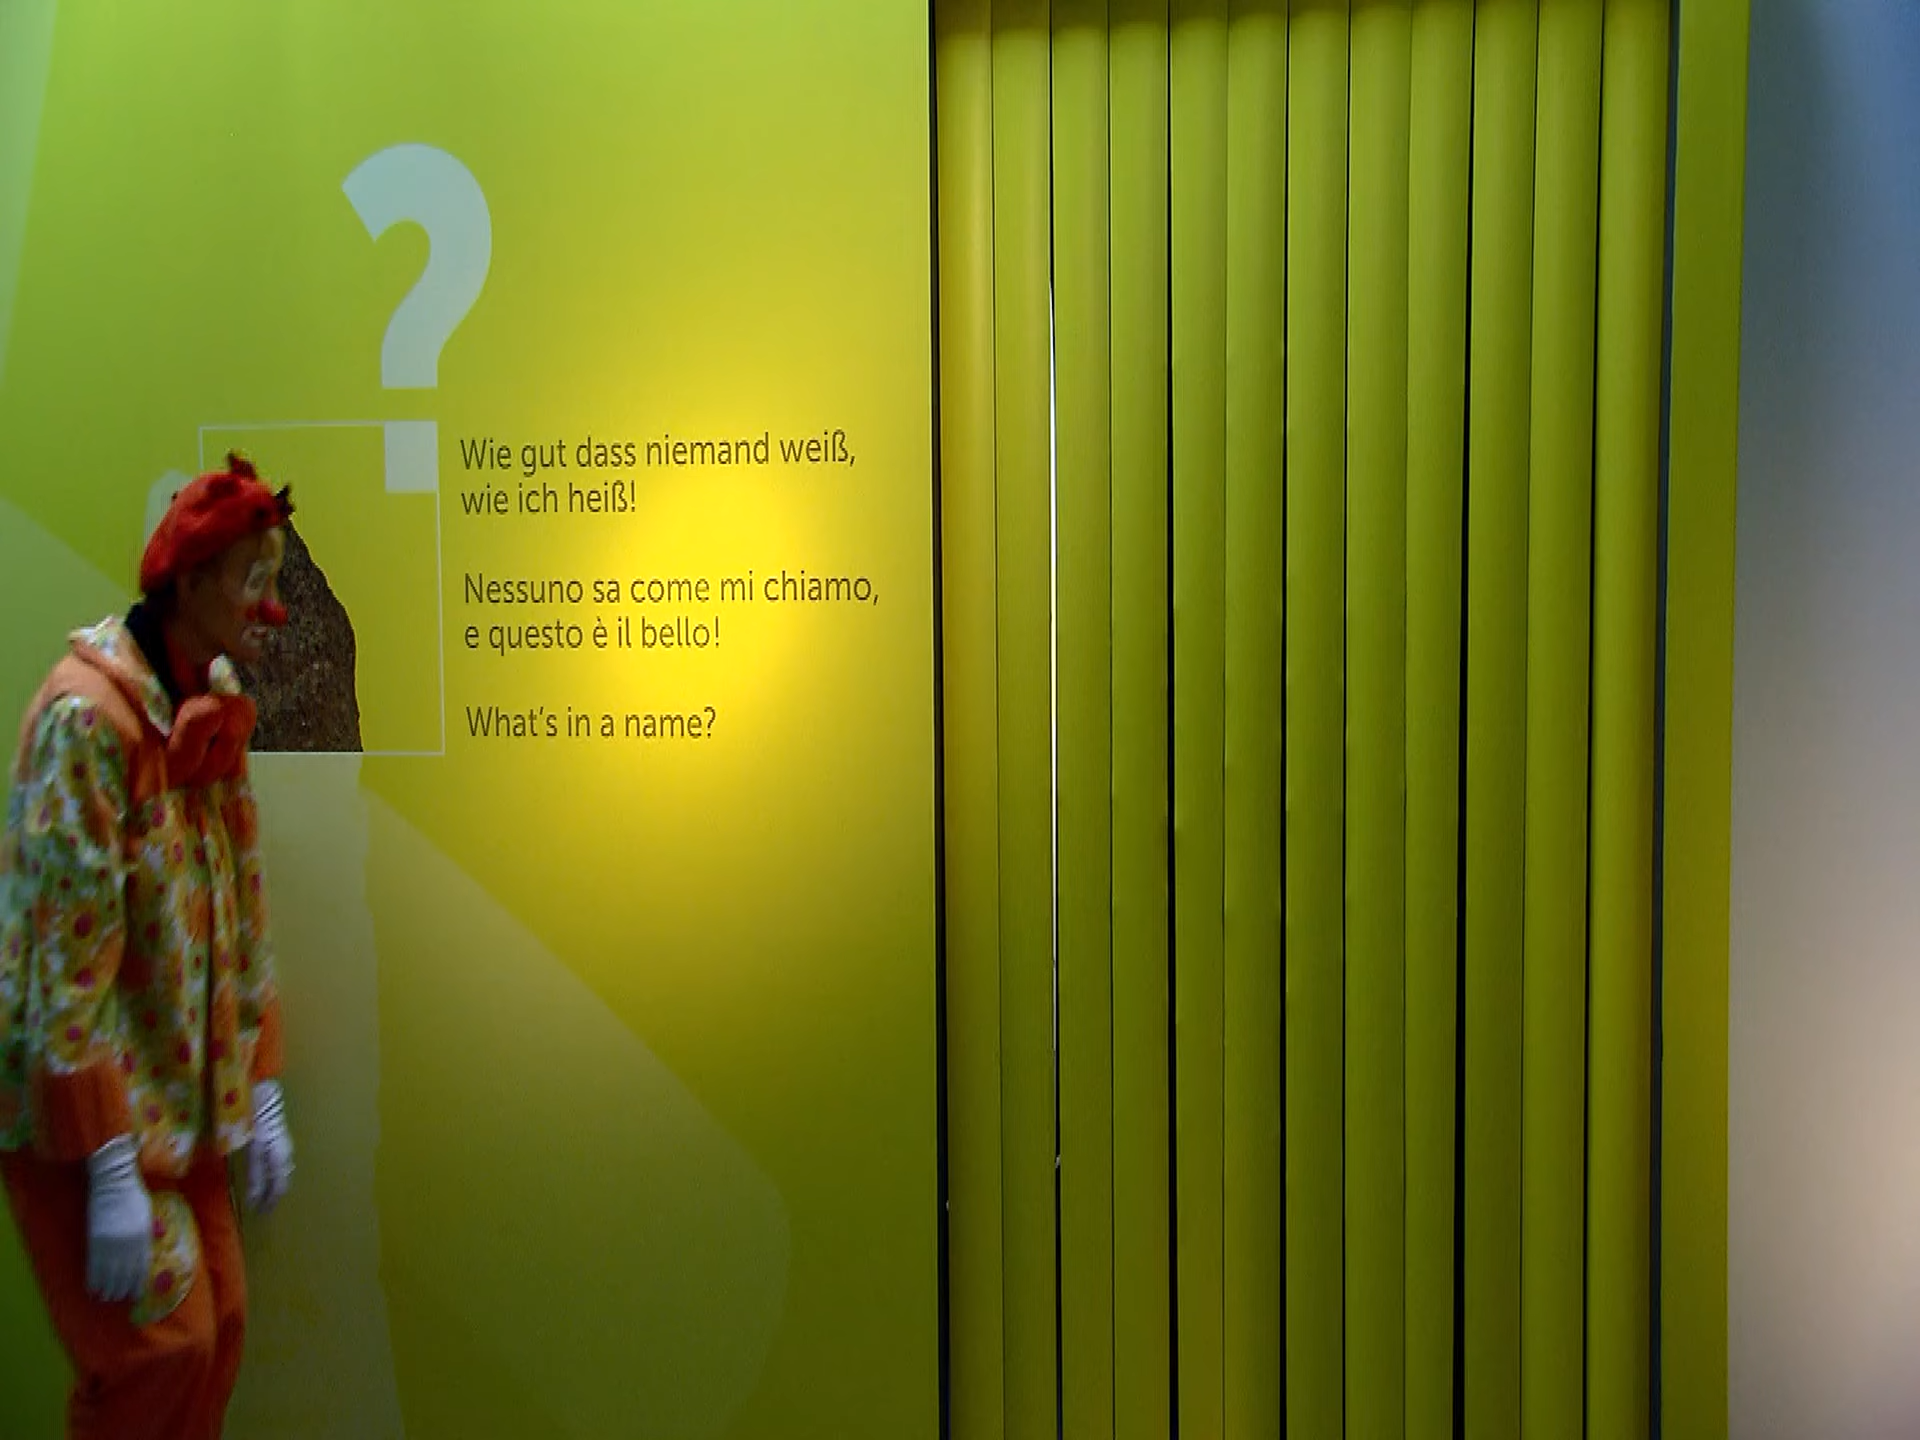 ?
Wie gut dass niemand weiß,
wie ich heiß!
Nessuno sa come mi chiamo,
e questo è il bello!
What's in a name?